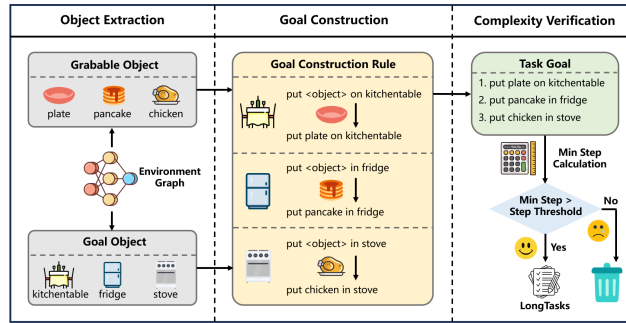 Object Extraction
Goal Construction
Complexity Verification
Grabable Object
plate
pancake
chicken
Environment
Graph
Goal Object
kitchentable
fridge
stove
Goal Construction Rule
put <object> on kitchentable
put plate on kitchentable
put <object> in fridge
put pancake in fridge
put <object> in stove
put chicken in stove
Task Goal
1. put plate on kitchentable
2. put pancake in fridge
3. put chicken in stove
Min Step
Calculation
Min Step >
Step Threshold
No
Yes
LongTasks